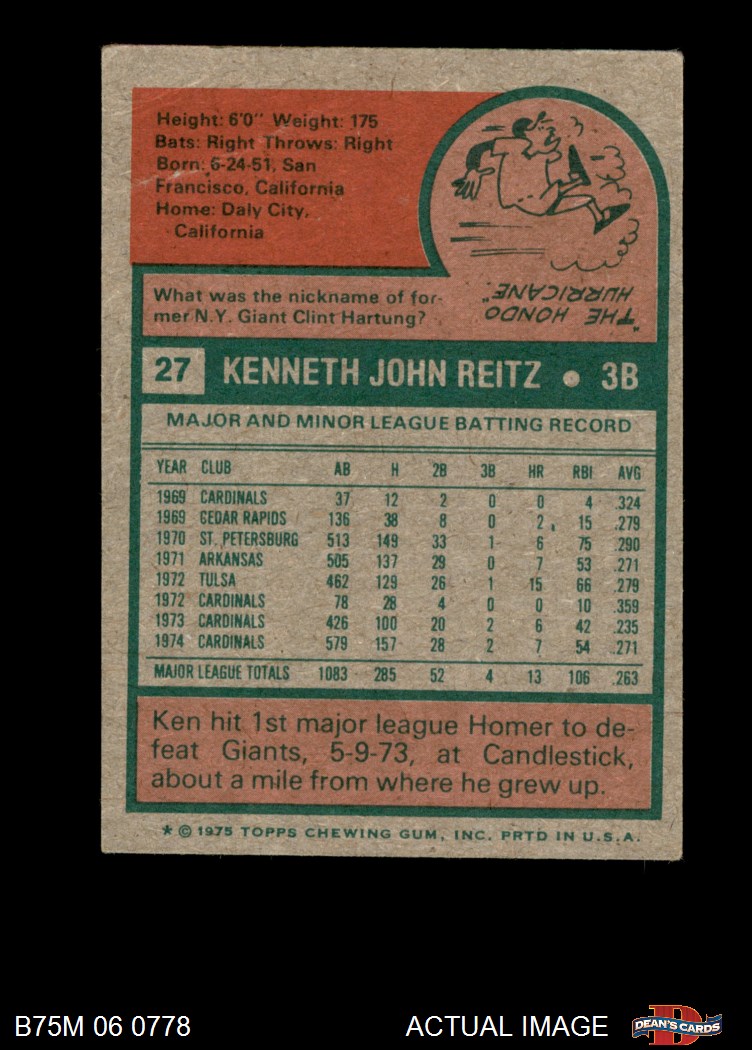 Height: 6'0" Weight: 175
Bats: Right Throws: Right
Born: 6-24-51, San
Francisco, California
Home: Daly City,
California
What was the nickname of for-
mer N.Y. Giant Clint Hartung?
"THE HONDO
HURRICANE"
27 KENNETH JOHN REITZ • 3B
MAJOR AND MINOR LEAGUE BATTING RECORD
YEAR CLUB AB H 2B 3B HR RBI AVG
1969 CARDINALS 37 12 2 0 0 4 .324
1969 CEDAR RAPIDS 136 38 8 0 2 15 .279
1970 ST. PETERSBURG 513 149 33 1 6 75 .290
1971 ARKANSAS 505 137 29 0 7 53 .271
1972 TULSA 462 129 26 1 15 66 .279
1972 CARDINALS 78 28 4 0 0 10 .359
1973 CARDINALS 426 100 20 2 6 42 .235
1974 CARDINALS 579 157 28 2 7 54 .271
MAJOR LEAGUE TOTALS 1083 285 52 4 13 106 .263
Ken hit 1st major league Homer to de-
feat Giants, 5-9-73, at Candlestick,
about a mile from where he grew up.
* © 1975 TOPPS CHEWING GUM, INC. PRTD IN U.S.A.
B75M 06 0778 ACTUAL IMAGE
D
DEAN'S CARDS